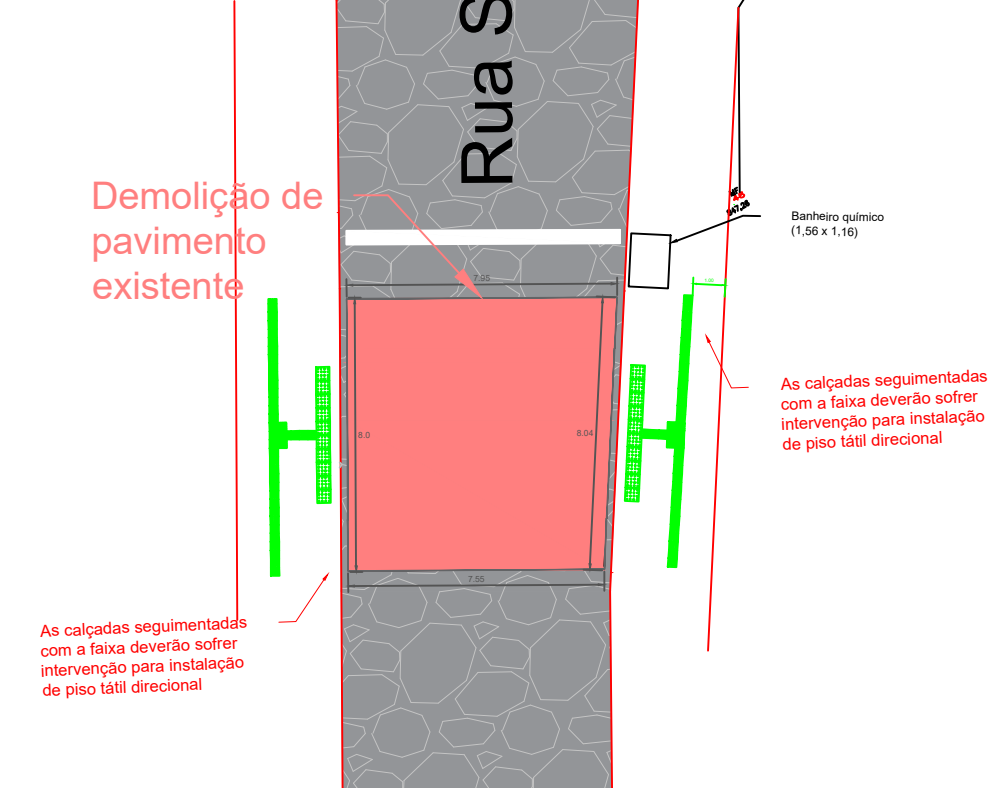 Rua S
Demolição de
pavimento
existente
Banheiro químico
(1,56 x 1,16)
7.95
As calçadas seguimentadas
com a faixa deverão sofrer
intervenção para instalação
de piso tátil direcional
8.0
8.04
7.55
As calçadas seguimentadas
com a faixa deverão sofrer
intervenção para instalação
de piso tátil direcional